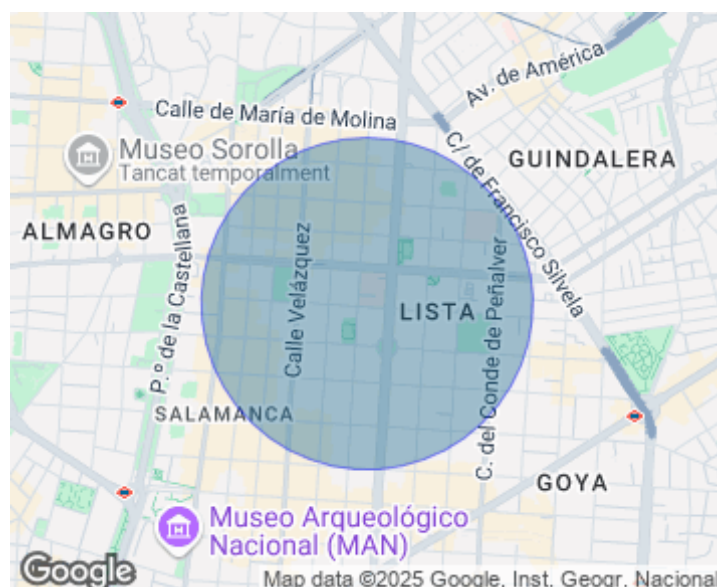 Av. de América
Calle de María de Molina
Museo Sorolla
Tancat temporalment
C/ de Francisco Silvela
GUINDALERA
ALMAGRO
P.º de la Castellana
Calle Velázquez
LISTA
C. del Conde de Peñalver
SALAMANCA
GOYA
Museo Arqueológico
Nacional (MAN)
Google
Map data ©2025 Google, Inst. Geogr. Nacional